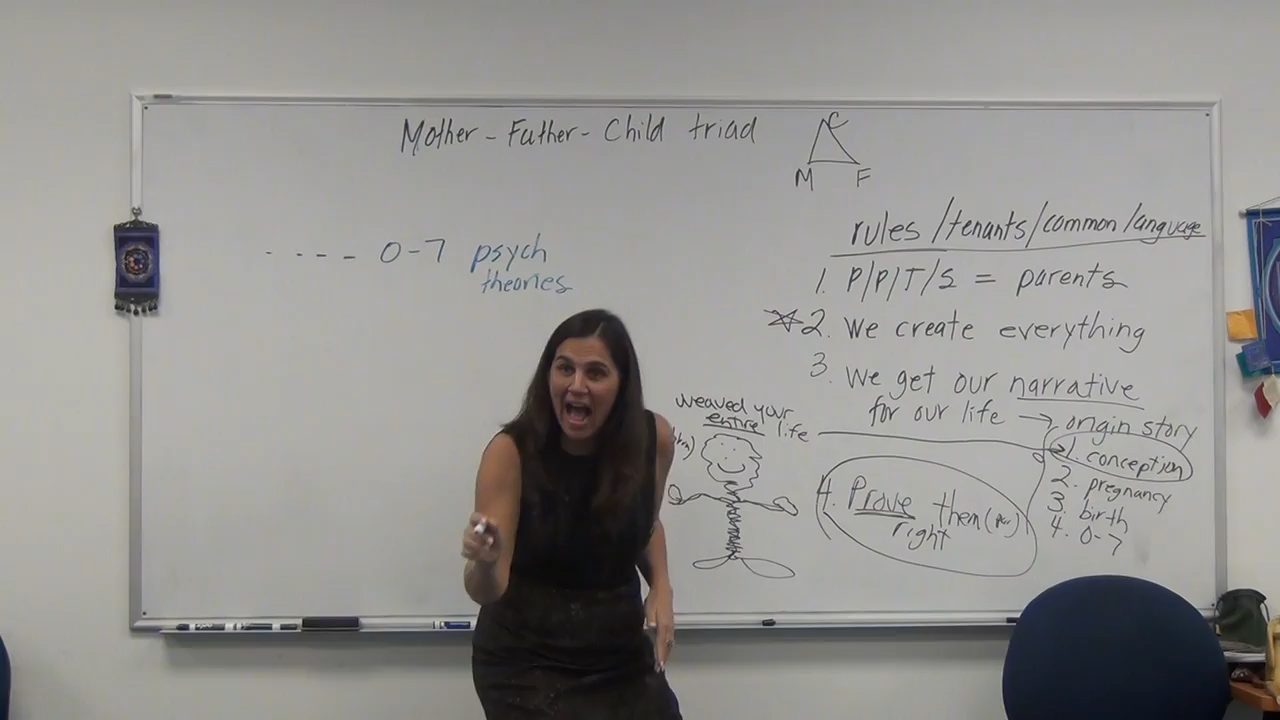 Mother - Father - Child triad
C
M F
rules/tenants/common/language
---- 0-7 psych
theories
1. P/P/T/S = parents
2. We create everything
3. We get our narrative
for our life → origin story
1. conception
2. pregnancy
3. birth
4. 0-7
weaved your
entire life
4. Prove them
right